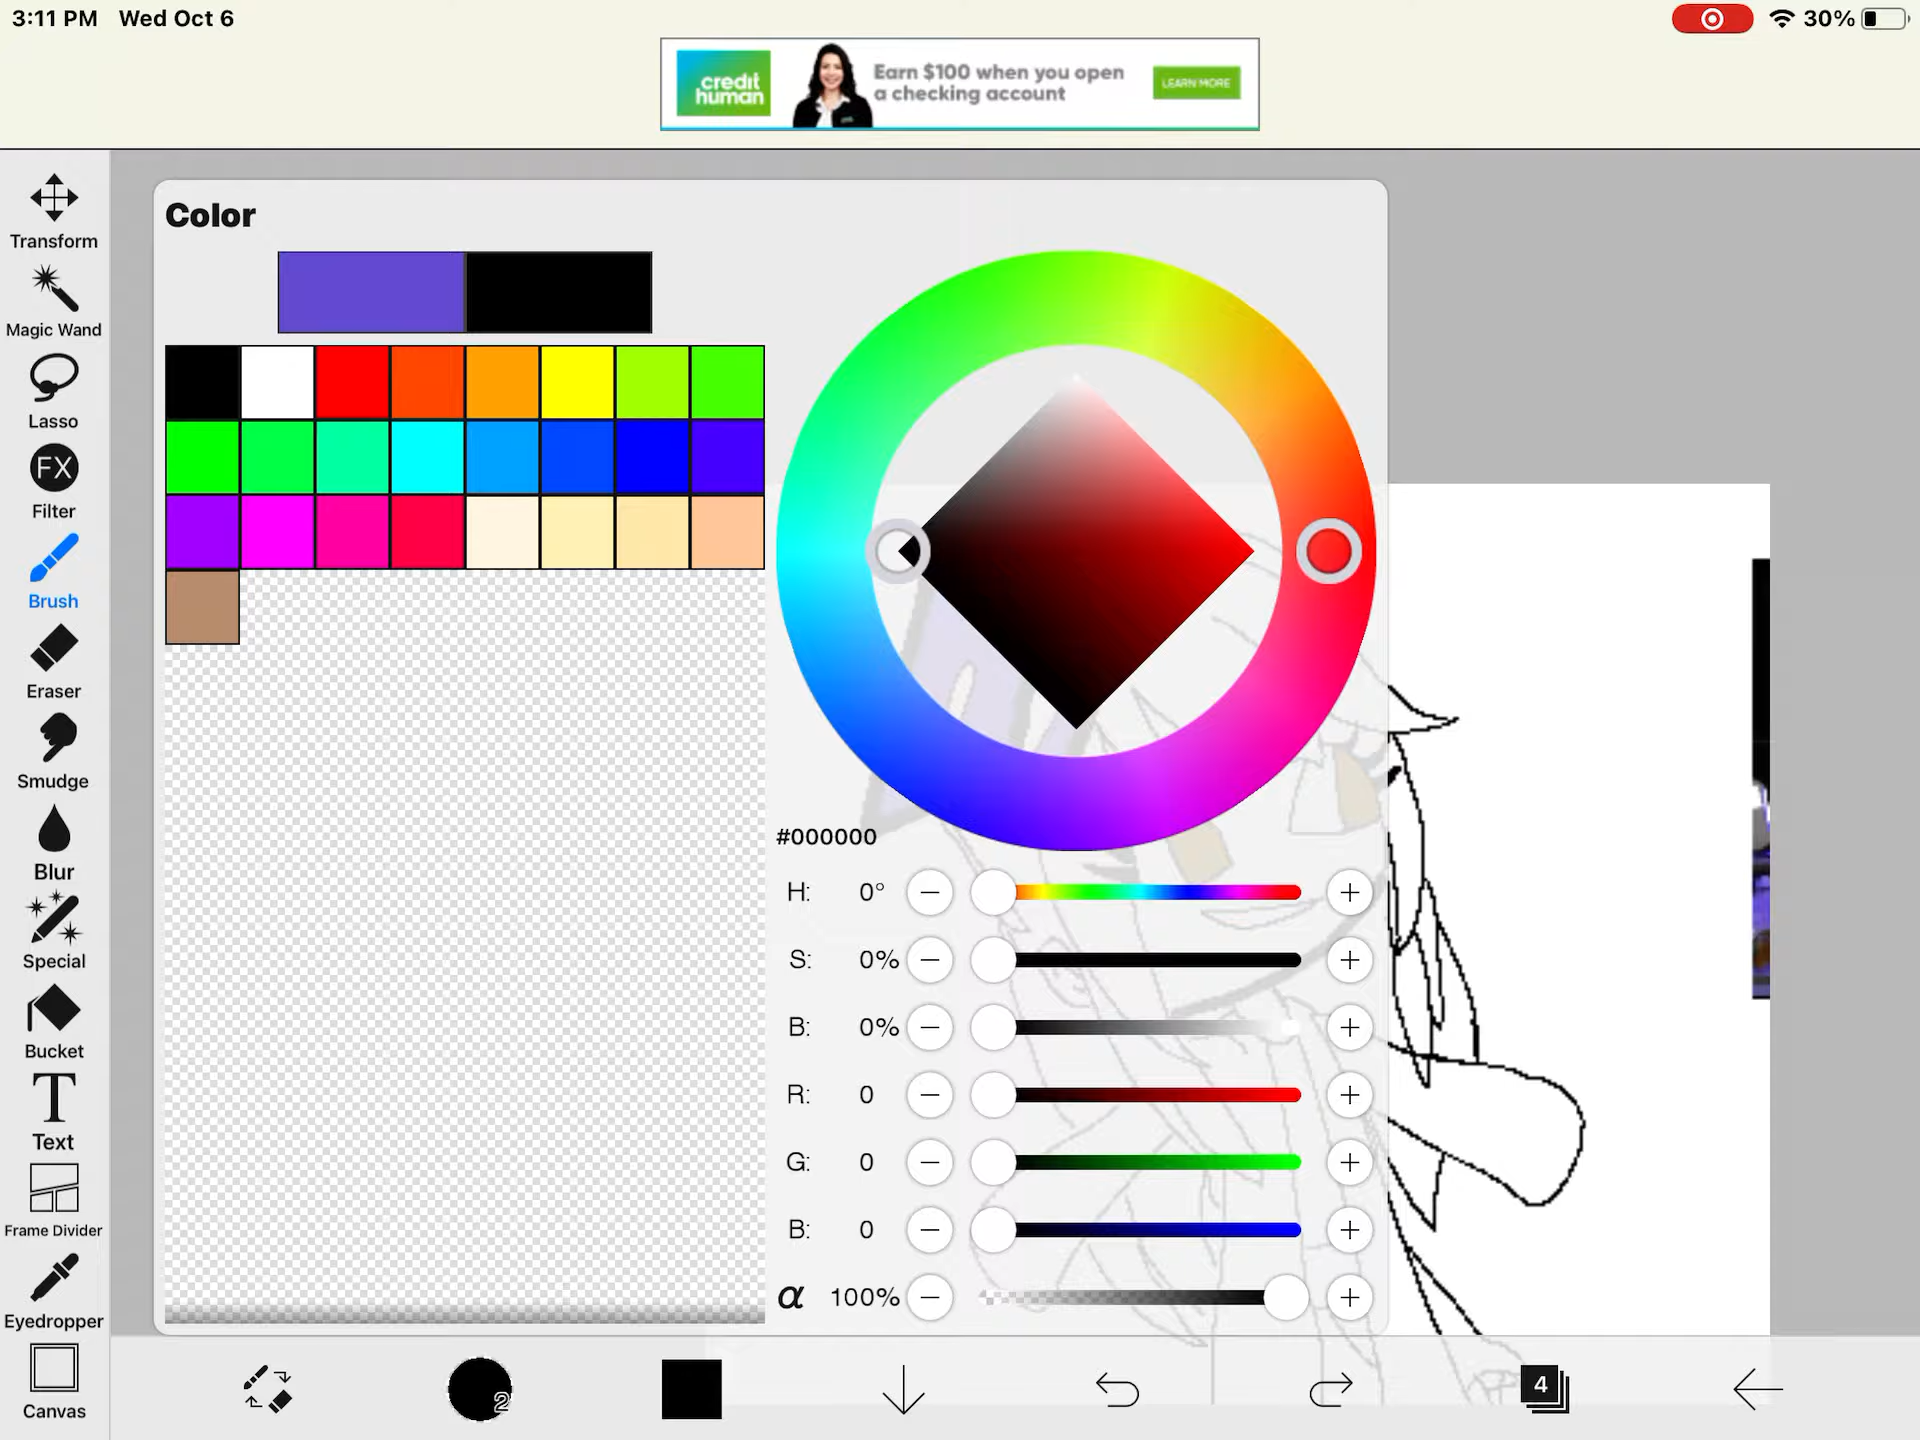 3:11 PM Wed Oct 6
30%
credit human
Earn $100 when you open
a checking account
LEARN MORE
Transform
Magic Wand
Lasso
FX
Filter
Brush
Eraser
Smudge
Blur
Special
Bucket
T
Text
Frame Divider
Eyedropper
Canvas
Color
#000000
H: 0°
S: 0%
B: 0%
R: 0
G: 0
B: 0
α 100%
2
4